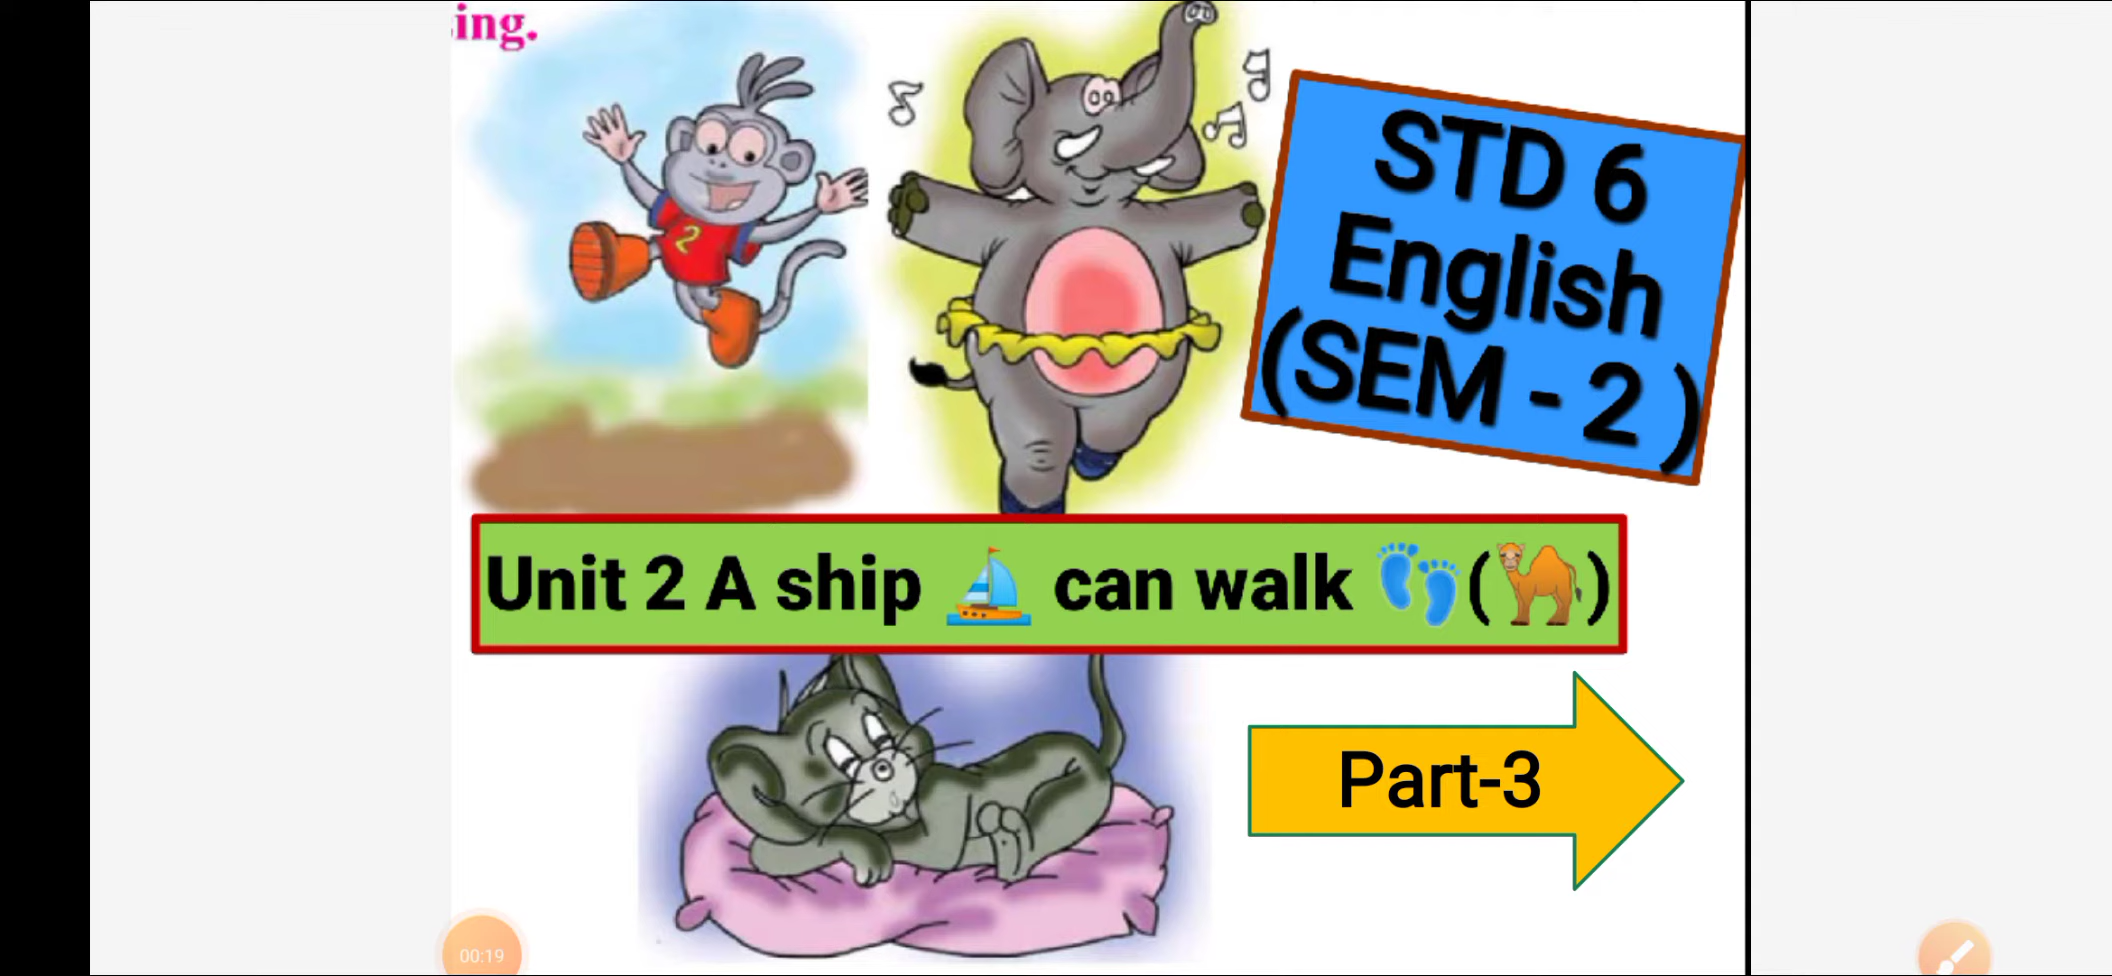 ing.
2
STD 6
English
(SEM - 2 )
Unit 2 A ship ⛵ can walk 👣(🐫)
Part-3
00:19